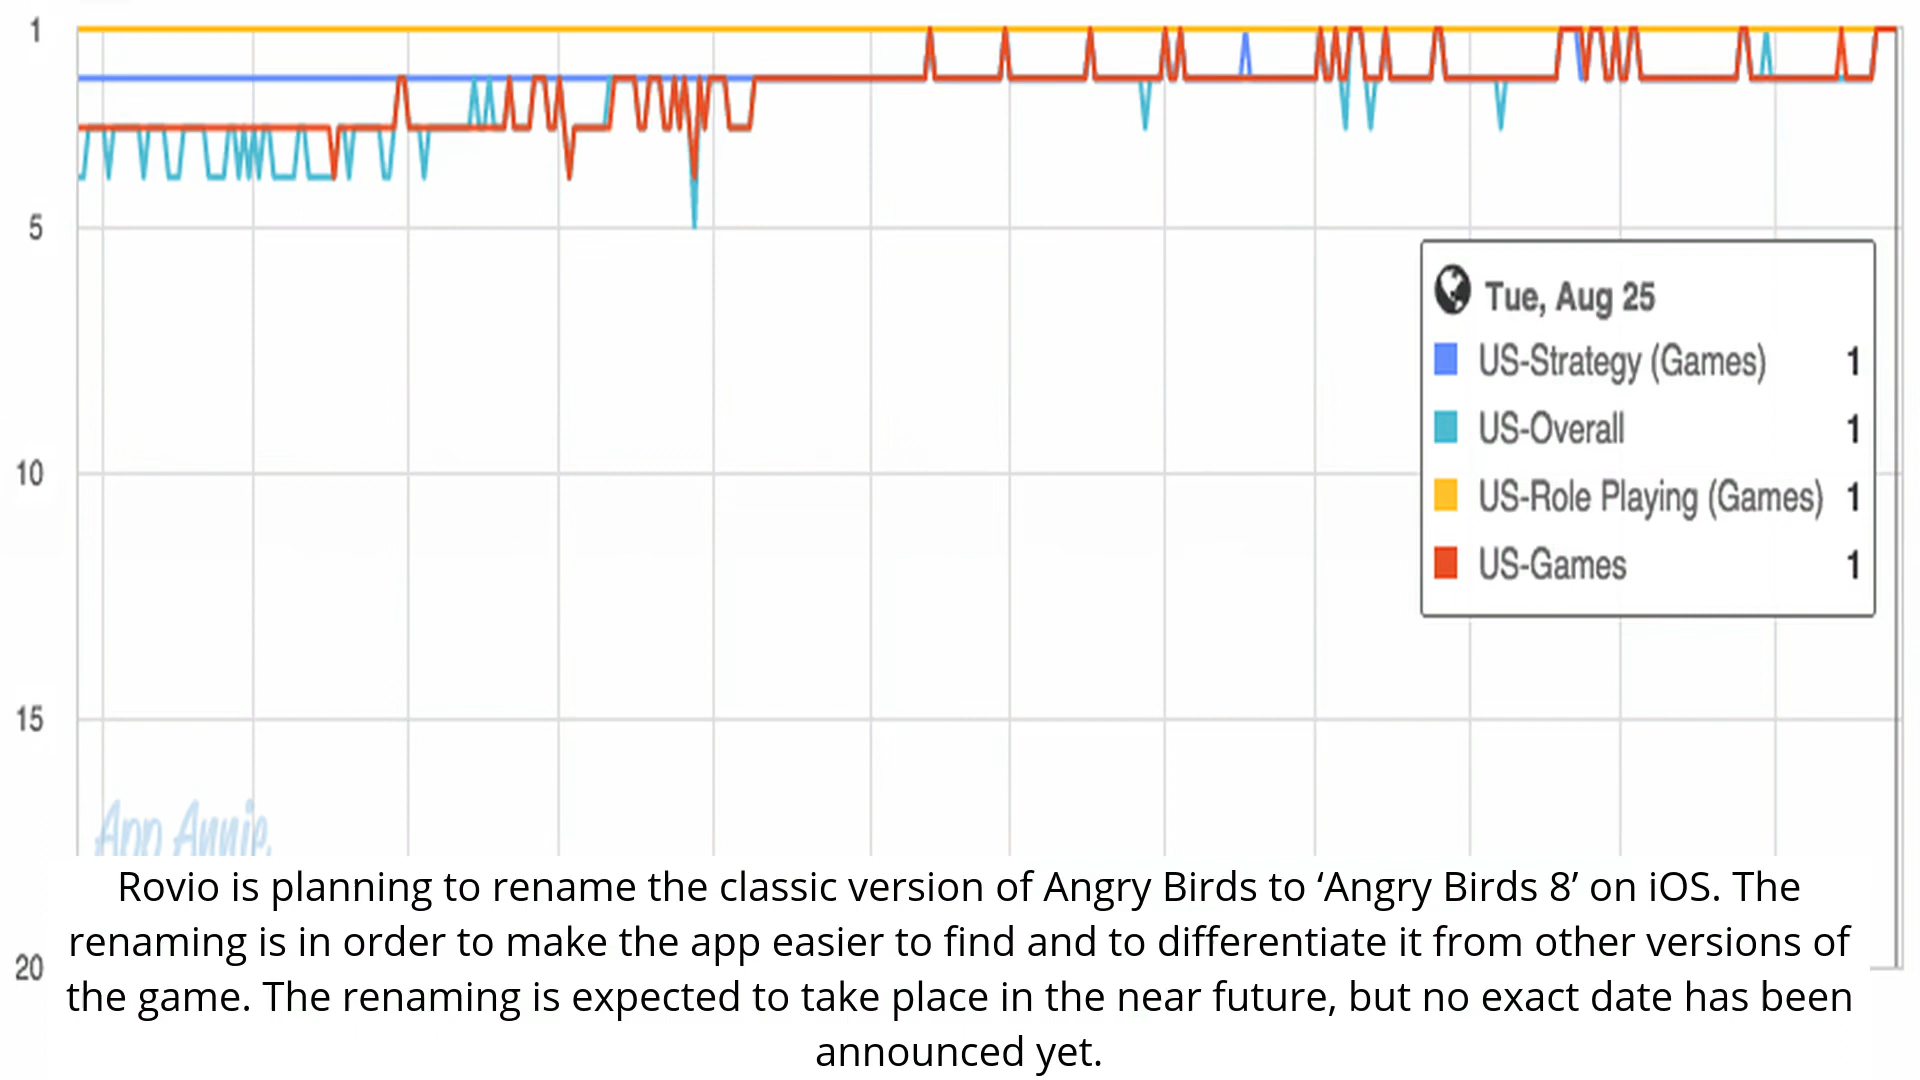 1
5
10
15
20
Tue, Aug 25
US-Strategy (Games) 1
US-Overall 1
US-Role Playing (Games) 1
US-Games 1
App Annie
Rovio is planning to rename the classic version of Angry Birds to ‘Angry Birds 8’ on iOS. The
renaming is in order to make the app easier to find and to differentiate it from other versions of
the game. The renaming is expected to take place in the near future, but no exact date has been
announced yet.